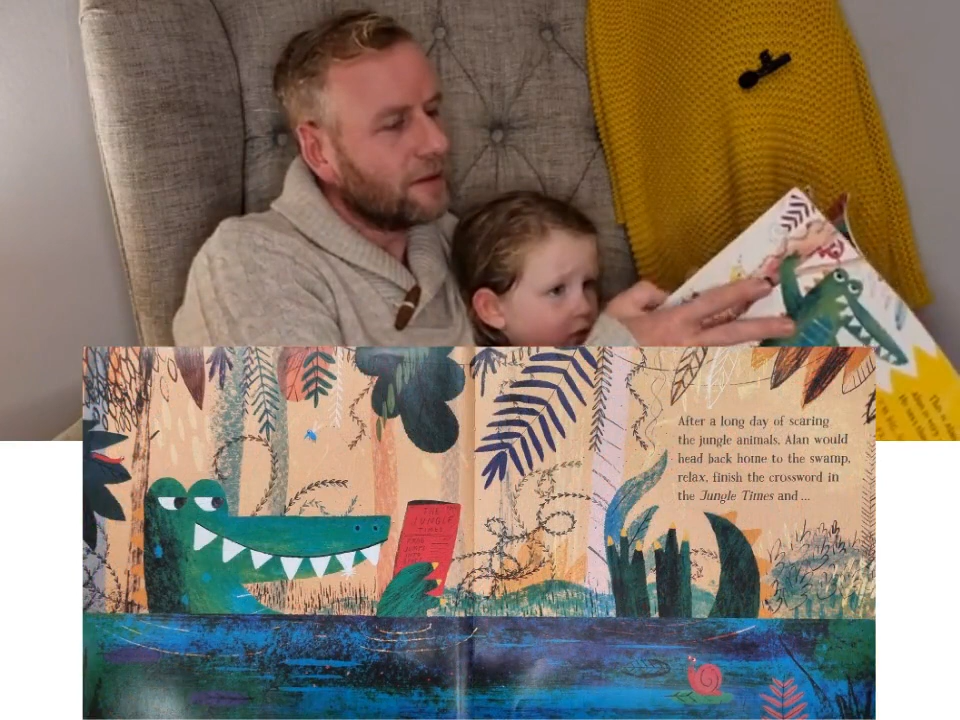 After a long day of scaring
the jungle animals, Alan would
head back home to the swamp,
relax, finish the crossword in
the Jungle Times and ...
THE
JUNGLE
TIMES